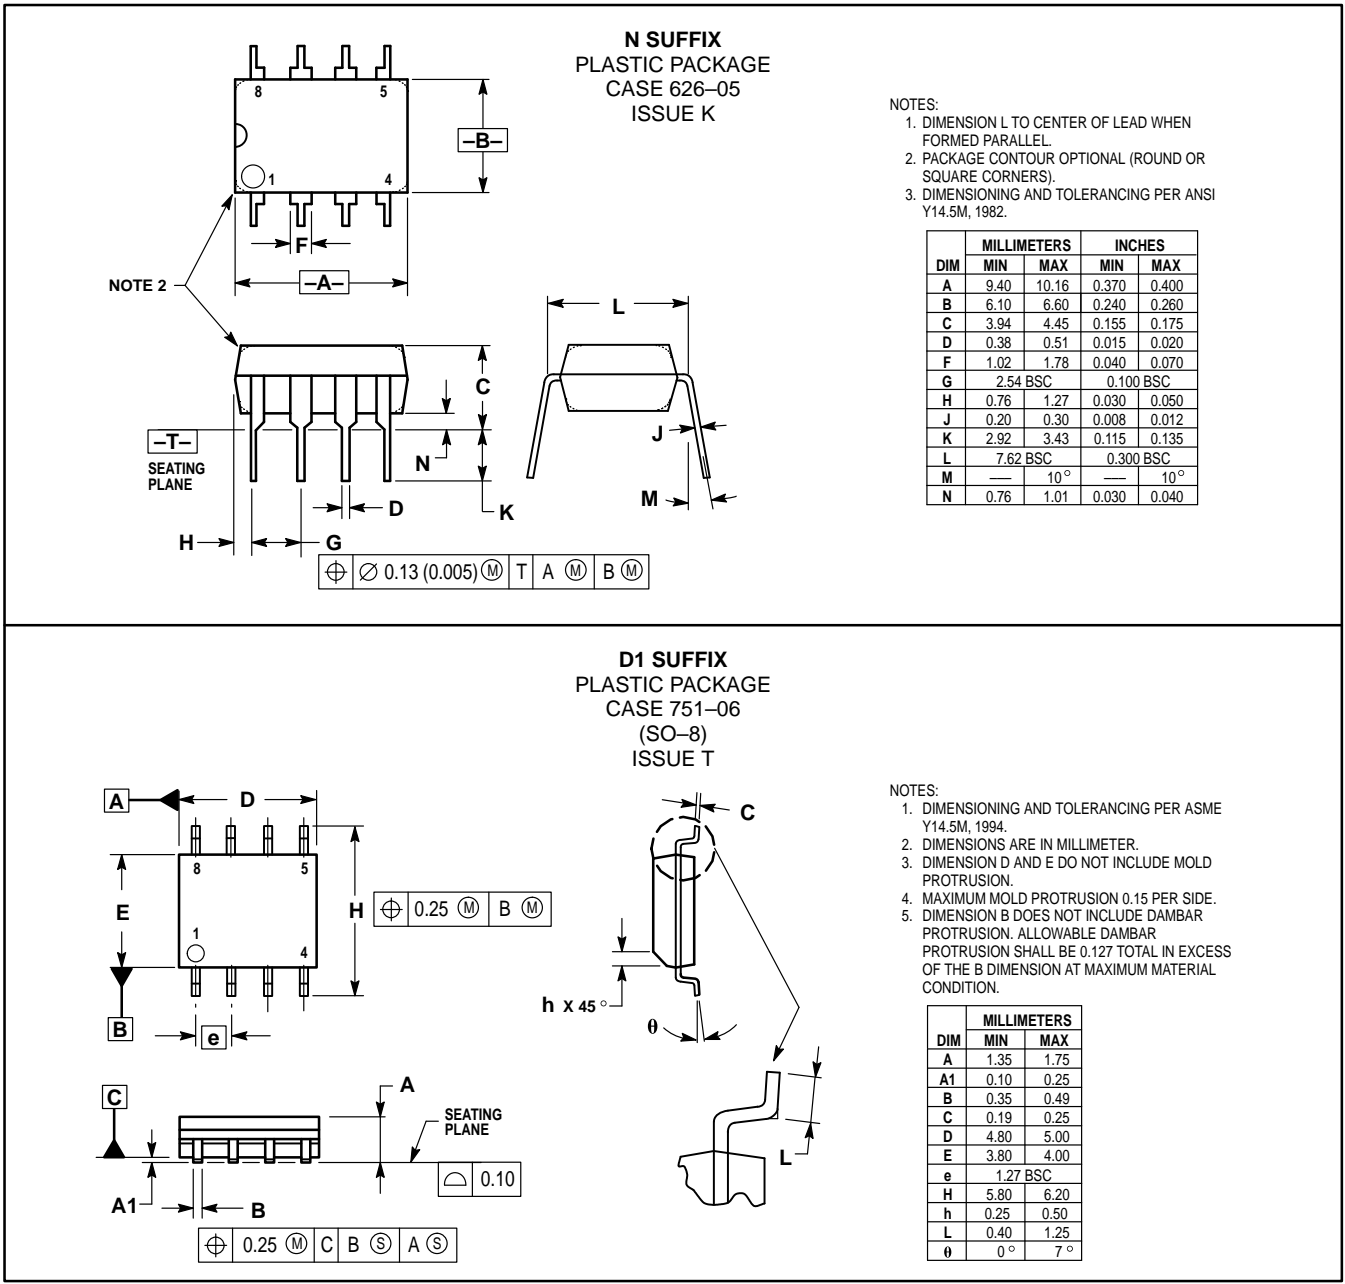 N SUFFIX
PLASTIC PACKAGE
CASE 626–05
ISSUE K
8 5
–B–
1 4
F
–A–
NOTE 2
L
C
–T–
SEATING
PLANE
N
J
M
D
K
H
G
⌖ ∅ 0.13 (0.005) Ⓜ T A Ⓜ B Ⓜ
NOTES:
1. DIMENSION L TO CENTER OF LEAD WHEN
FORMED PARALLEL.
2. PACKAGE CONTOUR OPTIONAL (ROUND OR
SQUARE CORNERS).
3. DIMENSIONING AND TOLERANCING PER ANSI
Y14.5M, 1982.
MILLIMETERS INCHES
DIM MIN MAX MIN MAX
A 9.40 10.16 0.370 0.400
B 6.10 6.60 0.240 0.260
C 3.94 4.45 0.155 0.175
D 0.38 0.51 0.015 0.020
F 1.02 1.78 0.040 0.070
G 2.54 BSC 0.100 BSC
H 0.76 1.27 0.030 0.050
J 0.20 0.30 0.008 0.012
K 2.92 3.43 0.115 0.135
L 7.62 BSC 0.300 BSC
M ––– 10° ––– 10°
N 0.76 1.01 0.030 0.040
D1 SUFFIX
PLASTIC PACKAGE
CASE 751–06
(SO–8)
ISSUE T
A
D
8 5
E
H
⌖ 0.25 Ⓜ B Ⓜ
1
4
B
e
C
h X 45°
θ
C
A
SEATING
PLANE
⌓ 0.10
A1
B
L
⌖ 0.25 Ⓜ C B Ⓢ A Ⓢ
NOTES:
1. DIMENSIONING AND TOLERANCING PER ASME
Y14.5M, 1994.
2. DIMENSIONS ARE IN MILLIMETER.
3. DIMENSION D AND E DO NOT INCLUDE MOLD
PROTRUSION.
4. MAXIMUM MOLD PROTRUSION 0.15 PER SIDE.
5. DIMENSION B DOES NOT INCLUDE DAMBAR
PROTRUSION. ALLOWABLE DAMBAR
PROTRUSION SHALL BE 0.127 TOTAL IN EXCESS
OF THE B DIMENSION AT MAXIMUM MATERIAL
CONDITION.
MILLIMETERS
DIM MIN MAX
A 1.35 1.75
A1 0.10 0.25
B 0.35 0.49
C 0.19 0.25
D 4.80 5.00
E 3.80 4.00
e 1.27 BSC
H 5.80 6.20
h 0.25 0.50
L 0.40 1.25
θ 0° 7°